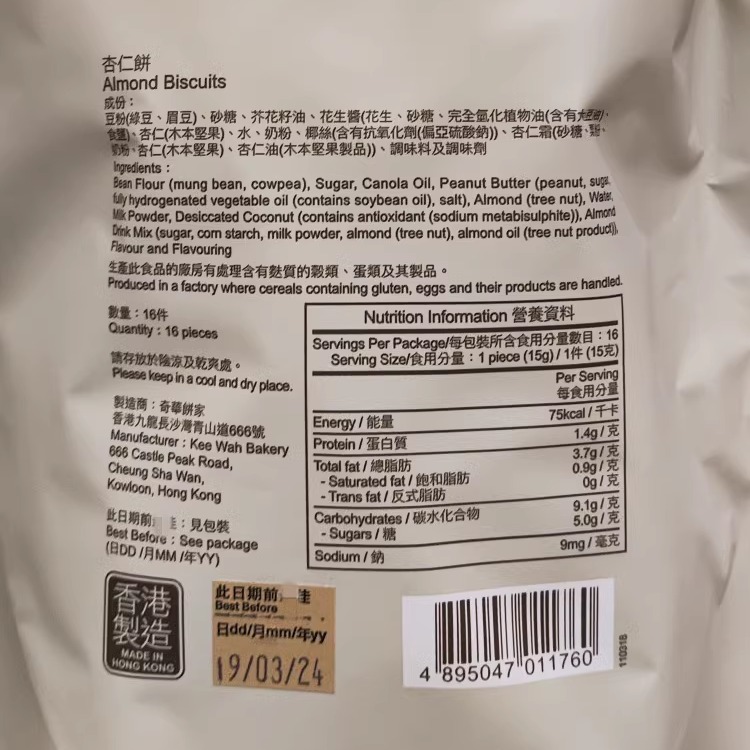 杏仁餅
Almond Biscuits
成份：
豆粉(綠豆、眉豆)、砂糖、芥花籽油、花生醬(花生、砂糖、完全氫化植物油(含有大豆油)、
食鹽)、杏仁(木本堅果)、水、奶粉、椰絲(含有抗氧化劑(偏亞硫酸鈉))、杏仁霜(砂糖、粟粉、
奶粉、杏仁(木本堅果)、杏仁油(木本堅果製品))、調味料及調味劑
Ingredients :
Bean Flour (mung bean, cowpea), Sugar, Canola Oil, Peanut Butter (peanut, sugar,
fully hydrogenated vegetable oil (contains soybean oil), salt), Almond (tree nut), Water,
Milk Powder, Desiccated Coconut (contains antioxidant (sodium metabisulphite)), Almond
Drink Mix (sugar, corn starch, milk powder, almond (tree nut), almond oil (tree nut product)),
Flavour and Flavouring
生產此食品的廠房有處理含有麩質的穀類、蛋類及其製品。
Produced in a factory where cereals containing gluten, eggs and their products are handled.
數量：16件
Quantity : 16 pieces
請存放於陰涼及乾爽處。
Please keep in a cool and dry place.
製造商：奇華餅家
香港九龍長沙灣青山道666號
Manufacturer : Kee Wah Bakery
666 Castle Peak Road,
Cheung Sha Wan,
Kowloon, Hong Kong
此日期前 佳：見包裝
Best Before : See package
(日DD /月MM /年YY)
Nutrition Information 營養資料
Servings Per Package/每包裝所含食用分量數目：16
Serving Size/食用分量：1 piece (15g) / 1件 (15克)
Per Serving
每食用分量
Energy / 能量 75kcal / 千卡
Protein / 蛋白質 1.4g / 克
Total fat / 總脂肪 3.7g / 克
- Saturated fat / 飽和脂肪 0.9g / 克
- Trans fat / 反式脂肪 0g / 克
Carbohydrates / 碳水化合物 9.1g / 克
- Sugars / 糖 5.0g / 克
Sodium / 鈉 9mg / 毫克
香港
製造
MADE IN
HONG KONG
此日期前 佳
Best Before
日dd/月mm/年yy
19/03/24
4 895047 011760
110318